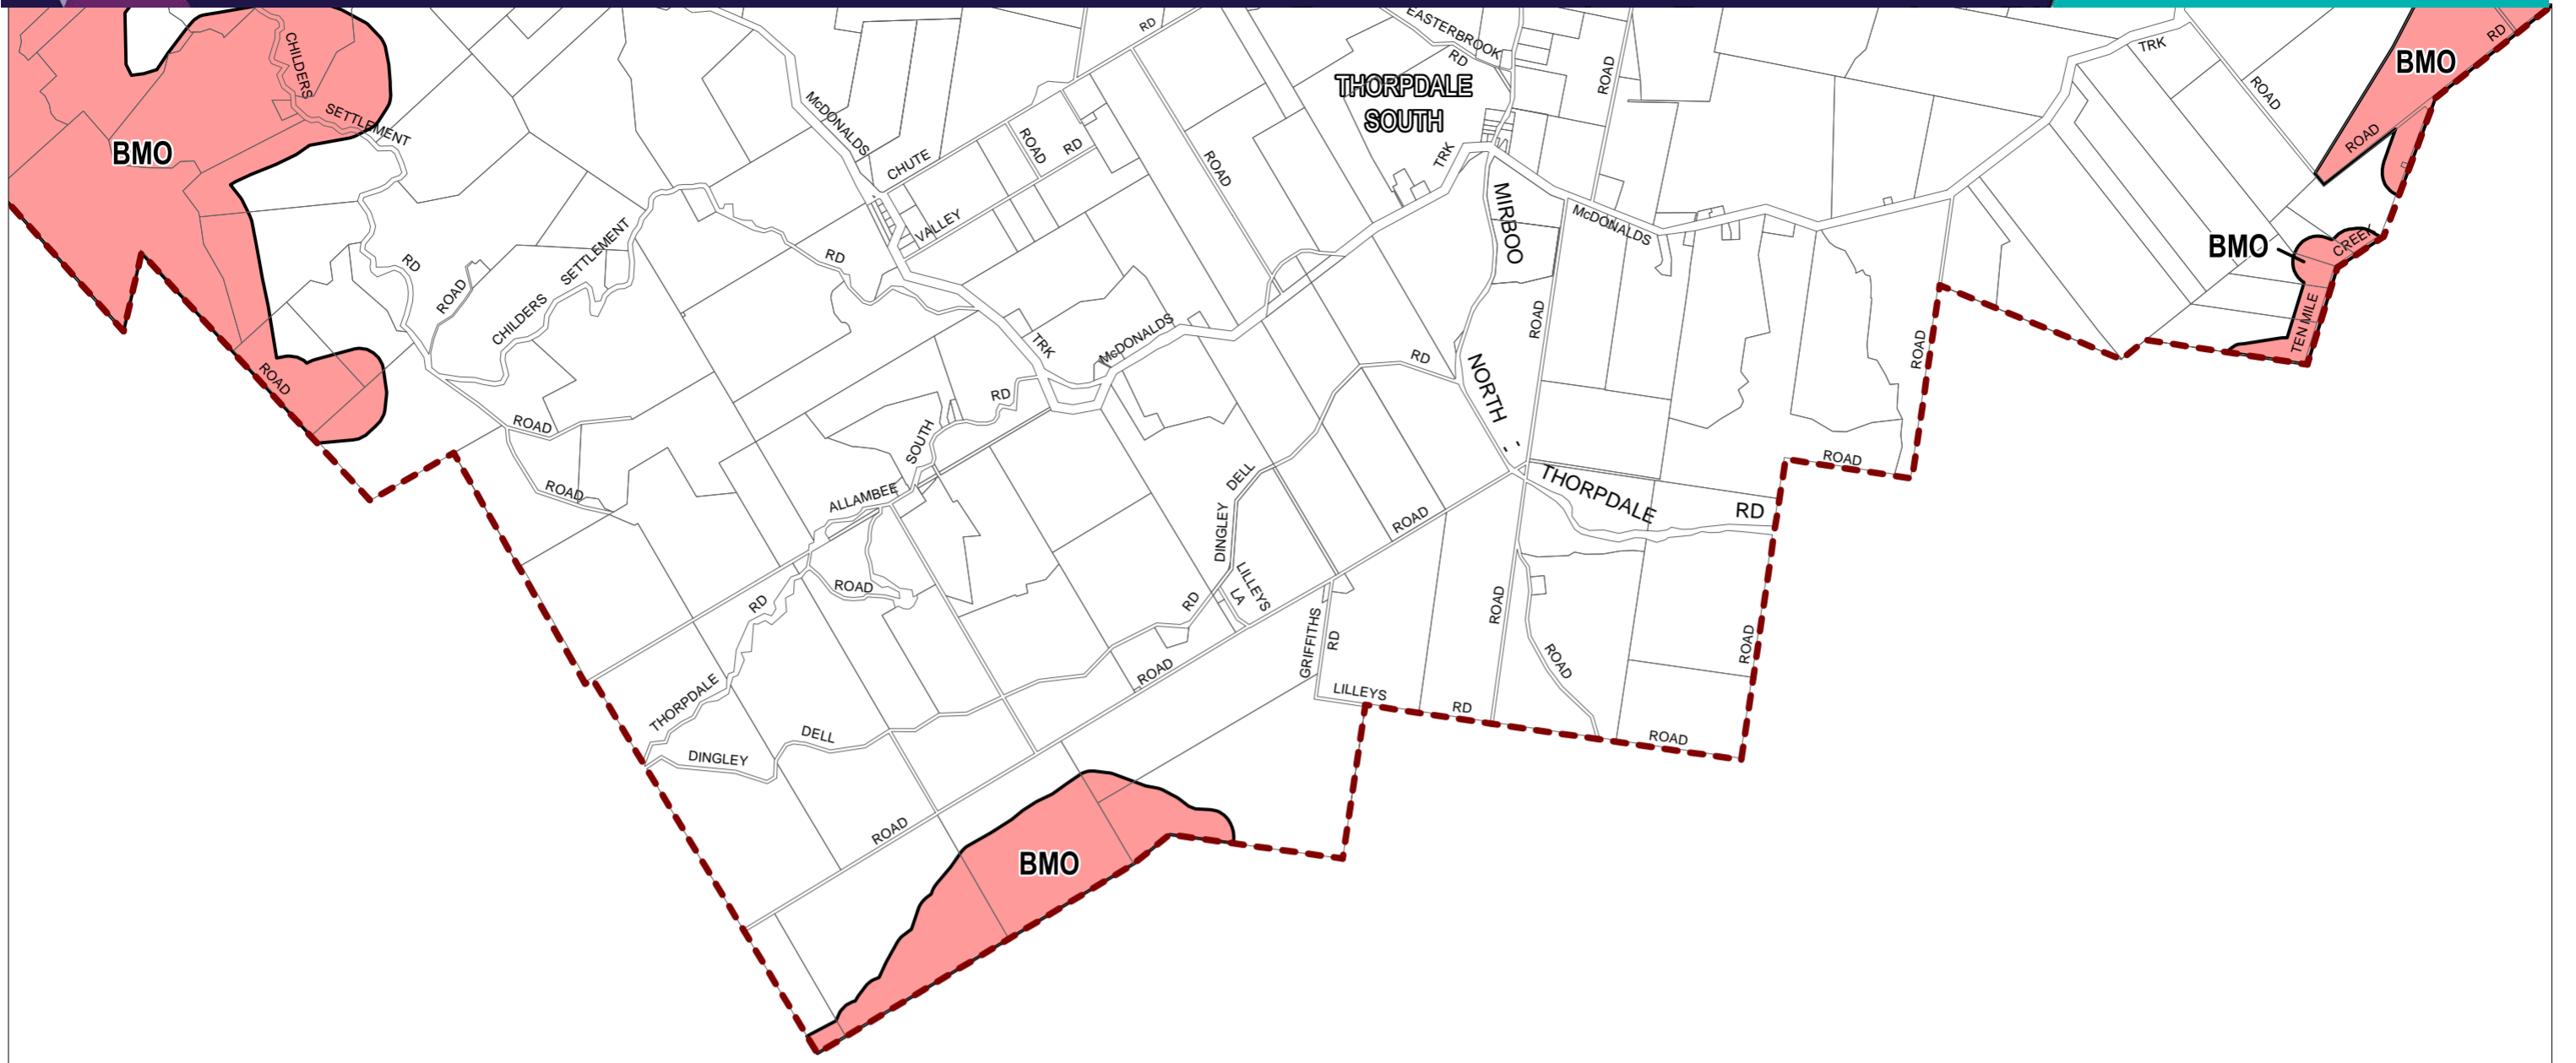 RD
EASTERBROOK
RD
CHILDERS
SETTLEMENT
BMO
McDONALDS
CHUTE
ROAD
RD
VALLEY
ROAD
THORPDALE
SOUTH
ROAD
TRK
MIRBOO
McDONALDS
TRK
ROAD
RD
BMO
ROAD
BMO
CREEK
TEN MILE
RD
ROAD
SETTLEMENT
CHILDERS
RD
ROAD
TRK
McDONALDS
RD
ROAD
NORTH
ROAD
ROAD
ROAD
RD
SOUTH
ALLAMBEE
ROAD
DELL
DINGLEY
ROAD
THORPDALE
RD
ROAD
RD
ROAD
LILLEYS
LA
RD
GRIFFITHS
RD
ROAD
ROAD
ROAD
THORPDALE
ROAD
LILLEYS
RD
ROAD
DINGLEY
DELL
ROAD
BMO